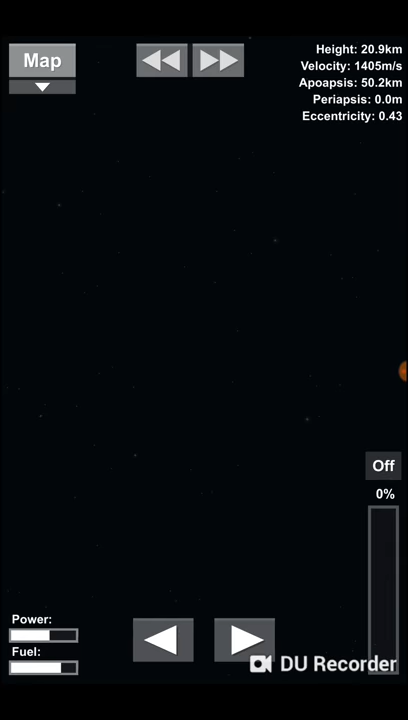 Map
Height: 20.9km
Velocity: 1405m/s
Apoapsis: 50.2km
Periapsis: 0.0m
Eccentricity: 0.43
Off
0%
Power:
Fuel:
DU Recorder